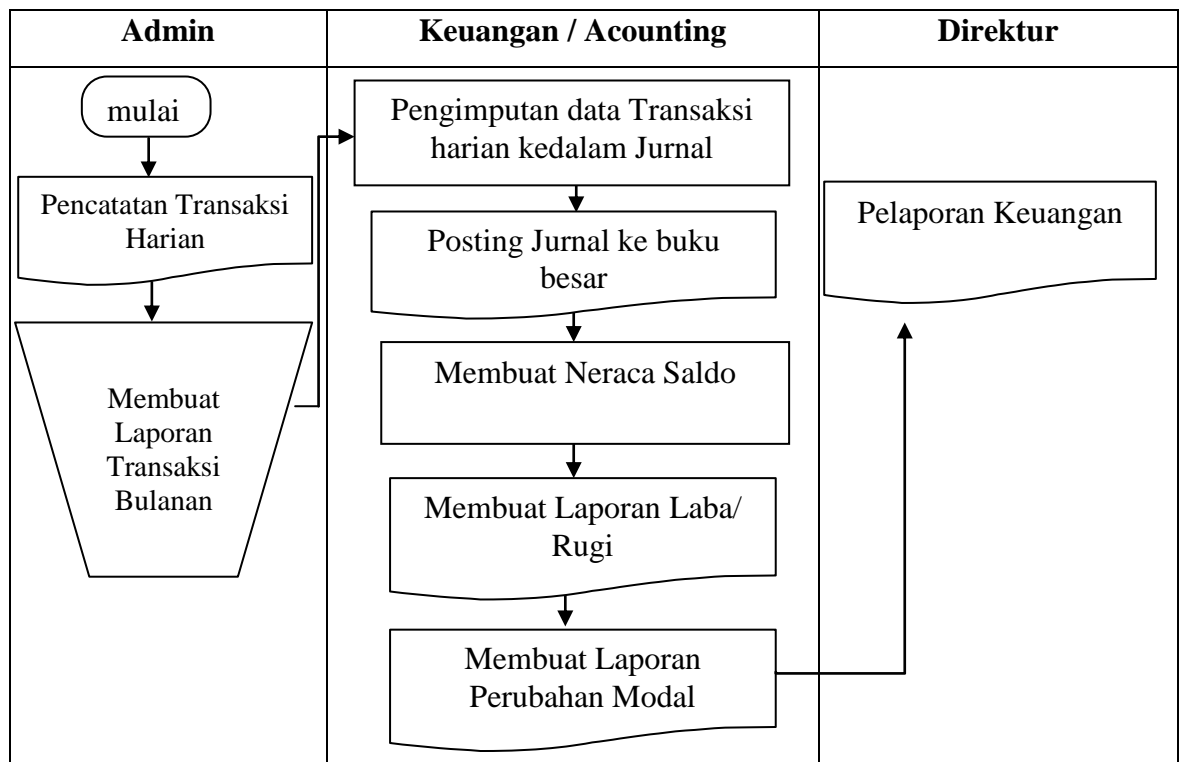 Admin
Keuangan / Acounting
Direktur
mulai
Pencatatan Transaksi
Harian
Membuat
Laporan
Transaksi
Bulanan
Pengimputan data Transaksi
harian kedalam Jurnal
Posting Jurnal ke buku
besar
Membuat Neraca Saldo
Membuat Laporan Laba/
Rugi
Membuat Laporan
Perubahan Modal
Pelaporan Keuangan